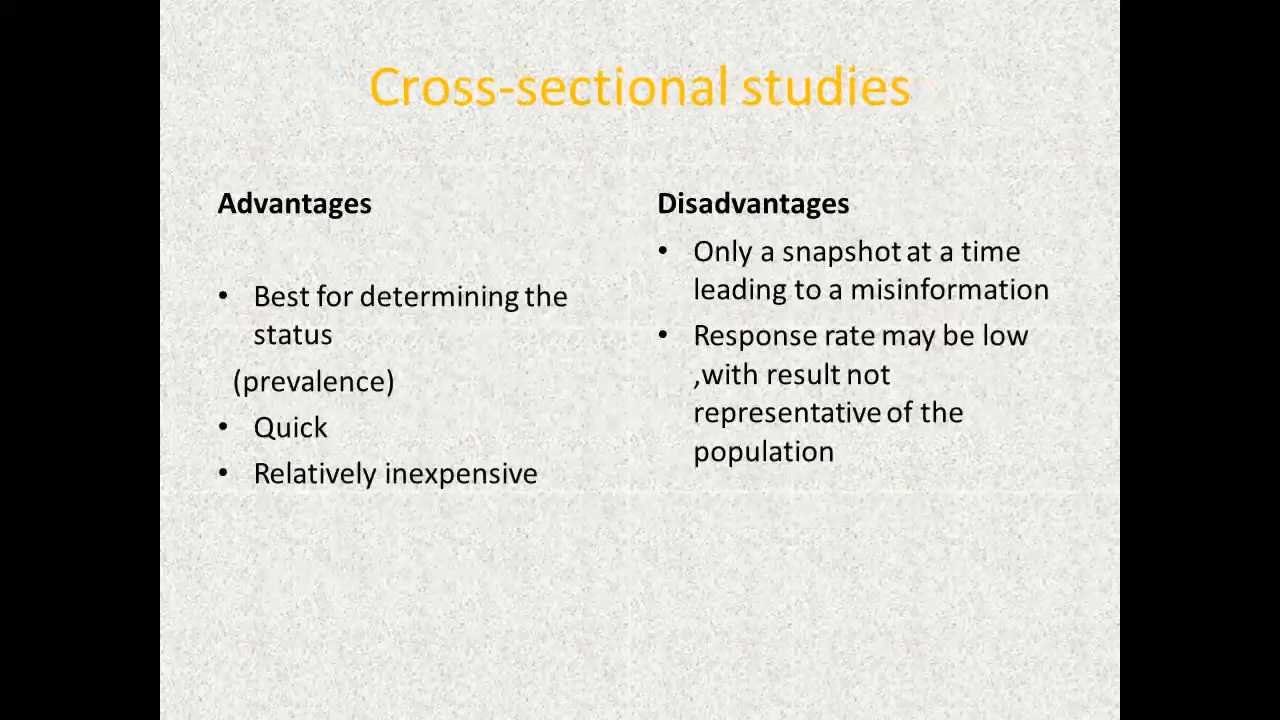 Cross-sectional studies
Advantages
• Best for determining the
status
(prevalence)
• Quick
• Relatively inexpensive
Disadvantages
• Only a snapshot at a time
leading to a misinformation
• Response rate may be low
,with result not
representative of the
population